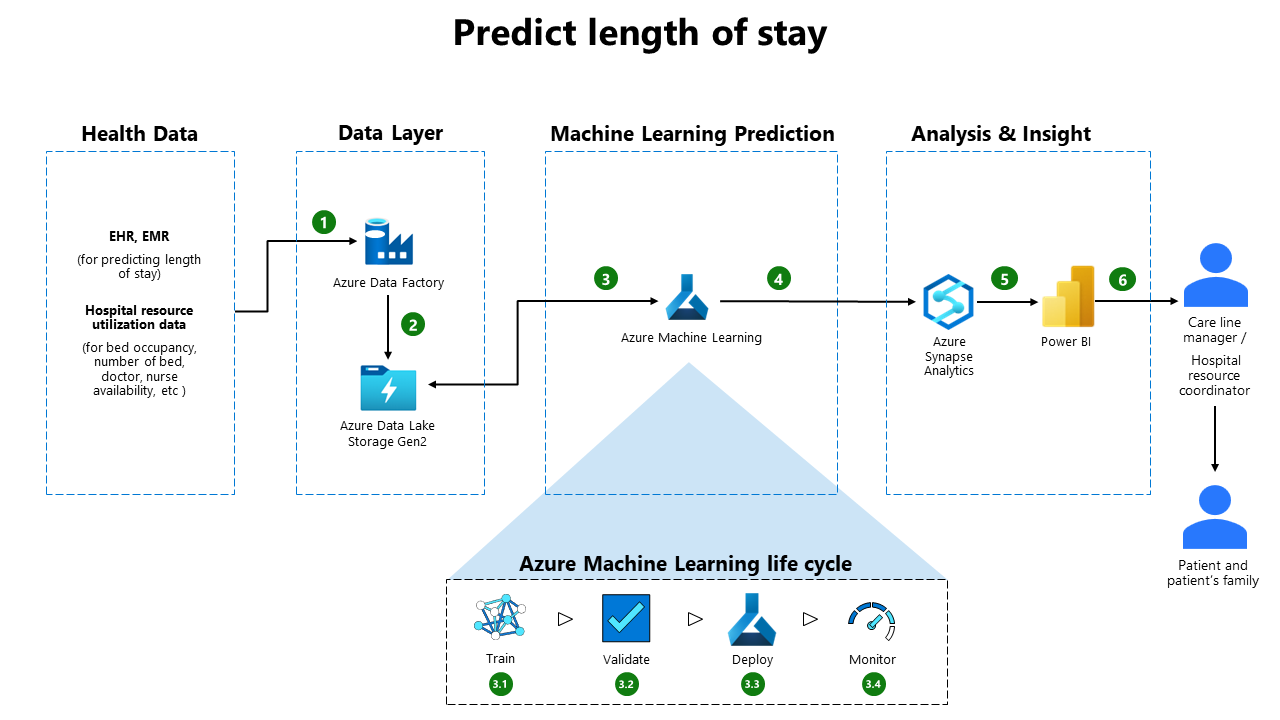 Predict length of stay
Health Data
Data Layer
Machine Learning Prediction
Analysis & Insight
EHR, EMR
(for predicting length
of stay)
Hospital resource
utilization data
(for bed occupancy,
number of bed,
doctor, nurse
availability, etc )
1
Azure Data Factory
2
Azure Data Lake
Storage Gen2
3
Azure Machine Learning
4
Azure
Synapse
Analytics
5
Power BI
6
Care line
manager /
Hospital
resource
coordinator
Patient and
patient's family
Azure Machine Learning life cycle
Train
Validate
Deploy
Monitor
3.1
3.2
3.3
3.4